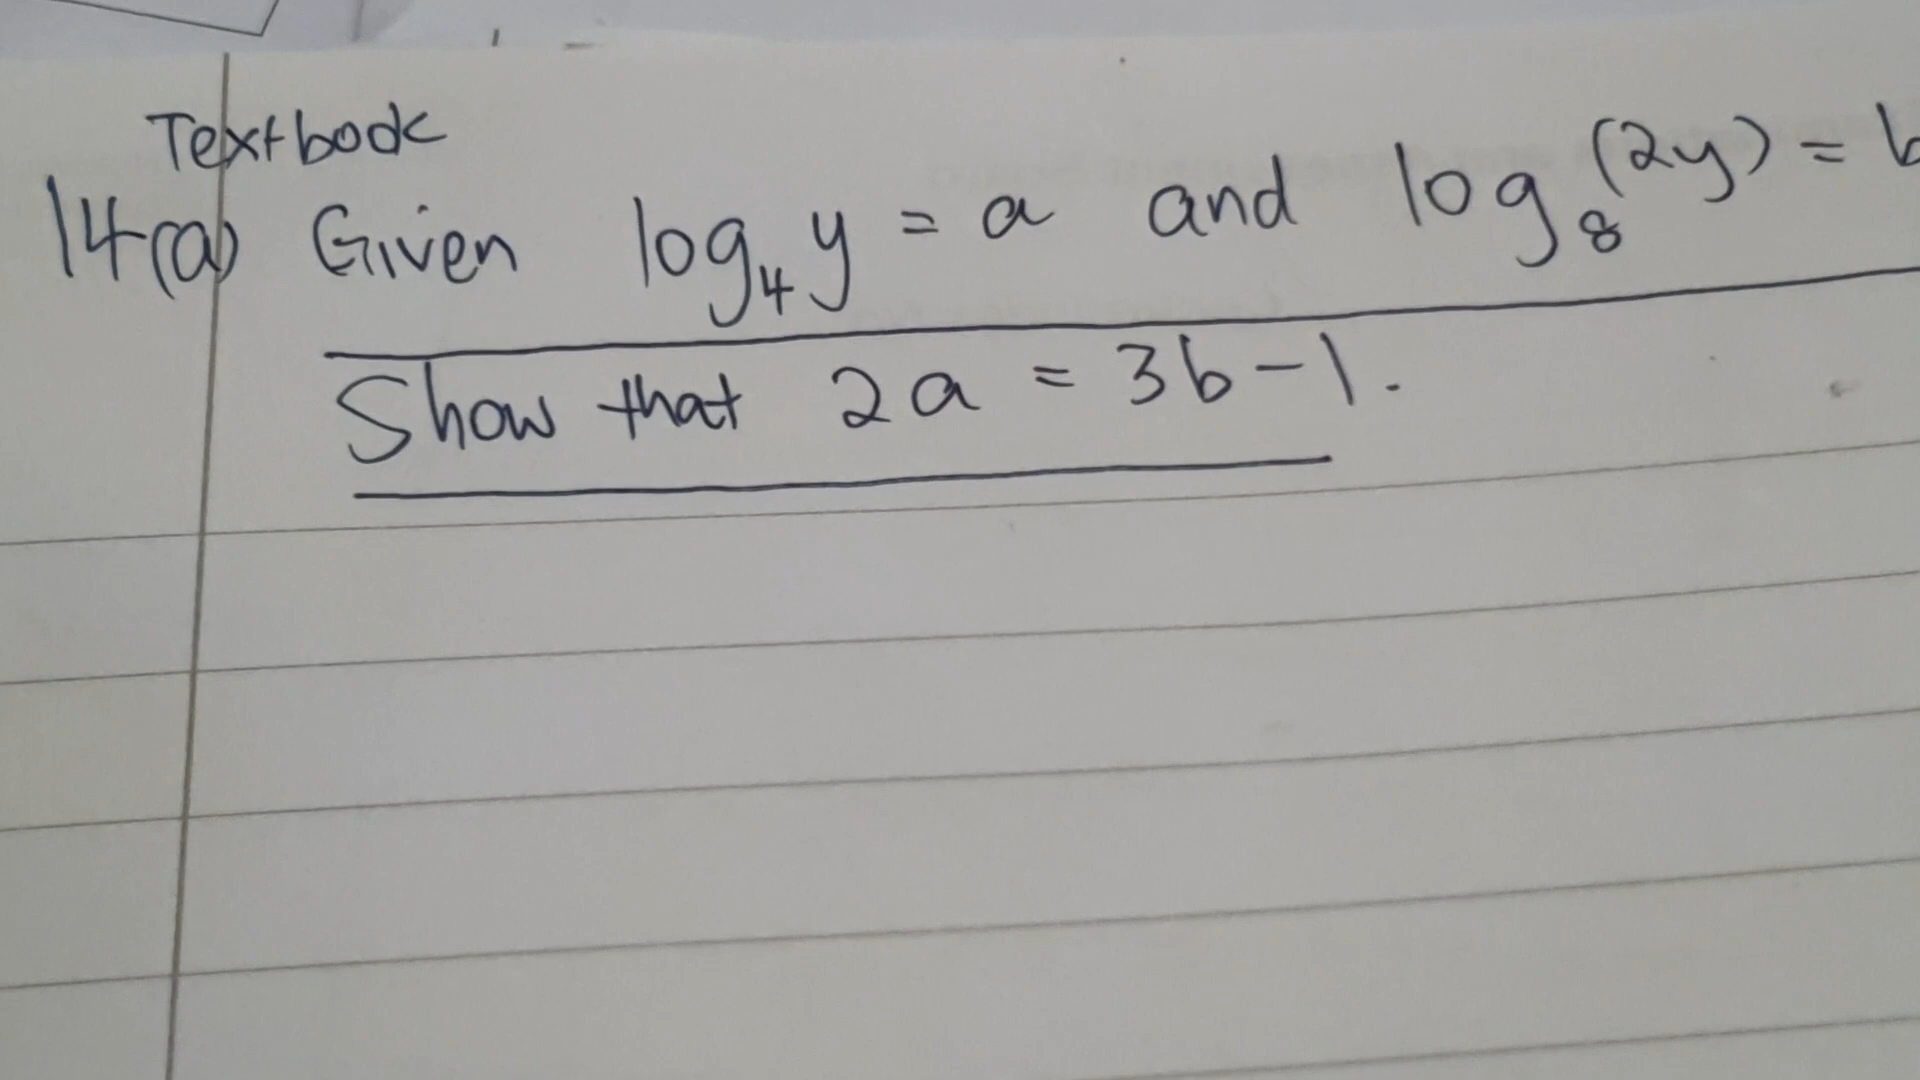 Textbook
14(a) Given log₄y = a and log₈(2y) = b
Show that 2a = 3b - 1.